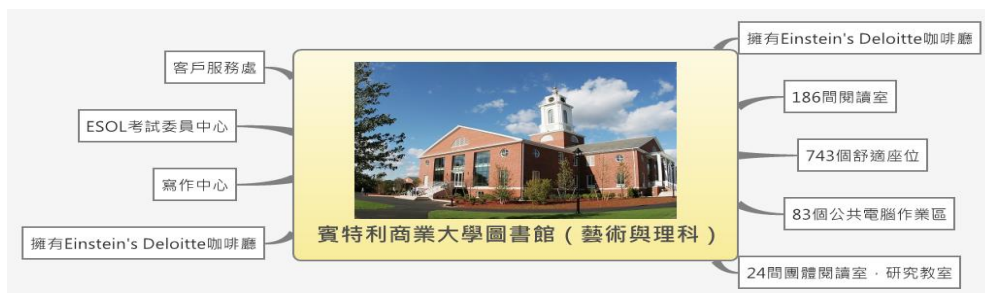 擁有Einstein's Deloitte咖啡廳
客戶服務處
186間閱讀室
ESOL考試委員中心
743個舒適座位
寫作中心
83個公共電腦作業區
賓特利商業大學圖書館（藝術與理科）
擁有Einstein's Deloitte咖啡廳
24間團體閱讀室．研究教室